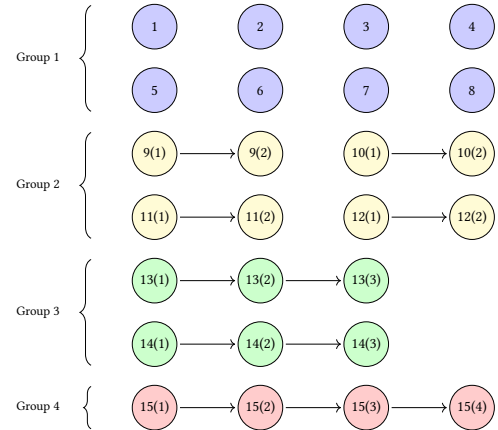 1 2 3 4
Group 1
5 6 7 8
9(1) 9(2) 10(1) 10(2)
Group 2
11(1) 11(2) 12(1) 12(2)
13(1) 13(2) 13(3)
Group 3
14(1) 14(2) 14(3)
Group 4 15(1) 15(2) 15(3) 15(4)